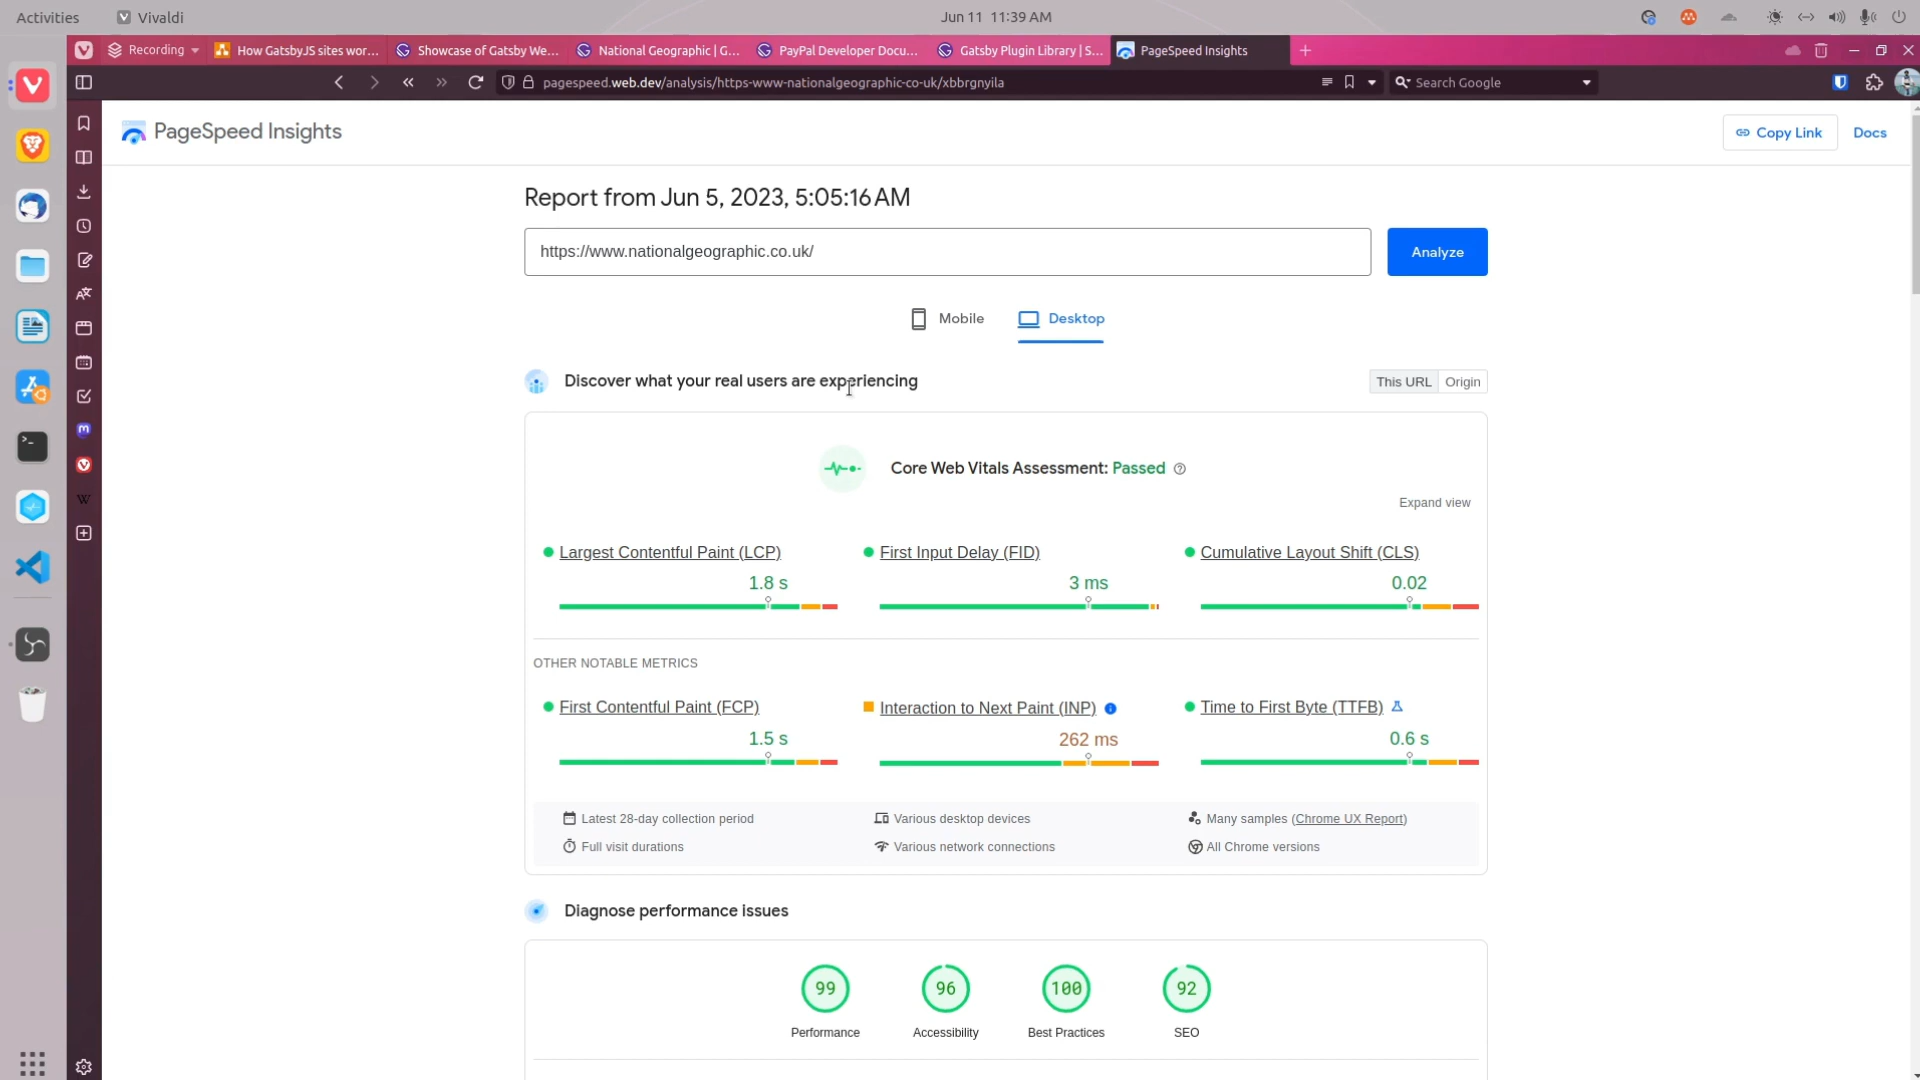 Activities
Vivaldi
Jun 11 11:39 AM
Recording
How GatsbyJS sites wor...
Showcase of Gatsby We...
National Geographic | G...
PayPal Developer Docu...
Gatsby Plugin Library | S...
PageSpeed Insights
pagespeed.web.dev/analysis/https-www-nationalgeographic-co-uk/xbbrgnyila
Search Google
PageSpeed Insights
Copy Link
Docs
Report from Jun 5, 2023, 5:05:16 AM
https://www.nationalgeographic.co.uk/
Analyze
Mobile
Desktop
Discover what your real users are experiencing
This URL
Origin
Core Web Vitals Assessment: Passed
Expand view
Largest Contentful Paint (LCP)
1.8 s
First Input Delay (FID)
3 ms
Cumulative Layout Shift (CLS)
0.02
OTHER NOTABLE METRICS
First Contentful Paint (FCP)
1.5 s
Interaction to Next Paint (INP)
262 ms
Time to First Byte (TTFB)
0.6 s
Latest 28-day collection period
Various desktop devices
Many samples (Chrome UX Report)
Full visit durations
Various network connections
All Chrome versions
Diagnose performance issues
99
Performance
96
Accessibility
100
Best Practices
92
SEO